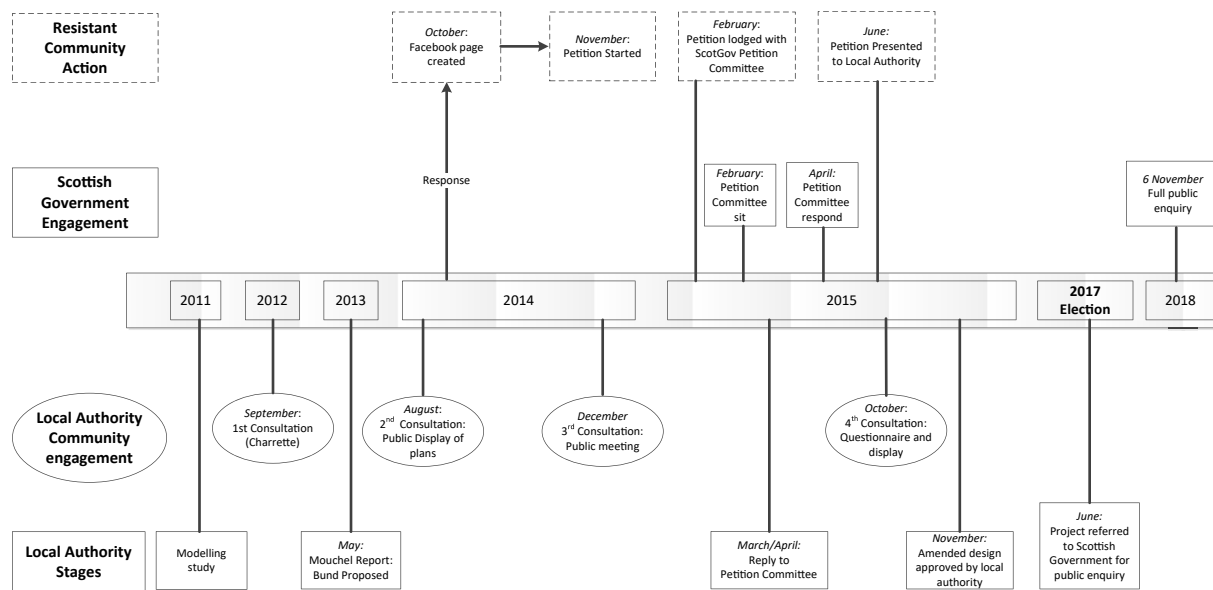 Resistant
Community
Action
October:
Facebook page
created
November:
Petition Started
February:
Petition lodged with
ScotGov Petition
Committee
June:
Petition Presented
to Local Authority
Scottish
Government
Engagement
Response
February:
Petition
Committee
sit
April:
Petition
Committee
respond
6 November
Full public
enquiry
2011
2012
2013
2014
2015
2017
Election
2018
Local Authority
Community
engagement
September:
1st Consultation
(Charrette)
August:
2nd Consultation:
Public Display of
plans
December
3rd Consultation:
Public meeting
October:
4th Consultation:
Questionnaire and
display
Local Authority
Stages
Modelling
study
May:
Mouchel Report:
Bund Proposed
March/April:
Reply to
Petition Committee
November:
Amended design
approved by local
authority
June:
Project referred
to Scottish
Government for
public enquiry